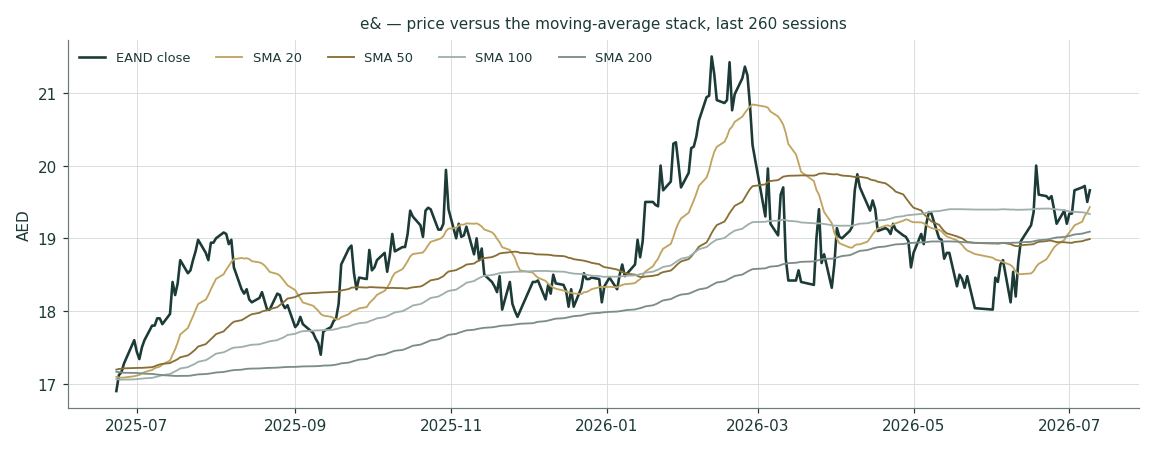 e& — price versus the moving-average stack, last 260 sessions
EAND close SMA 20 SMA 50 SMA 100 SMA 200
AED
21
20
19
18
17
2025-07 2025-09 2025-11 2026-01 2026-03 2026-05 2026-07